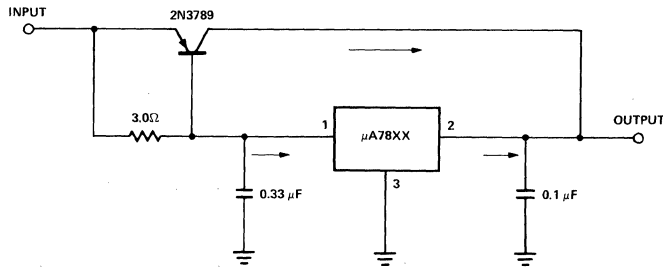 INPUT
2N3789
3.0Ω
1
μA78XX
2
OUTPUT
3
0.33 μF
0.1 μF